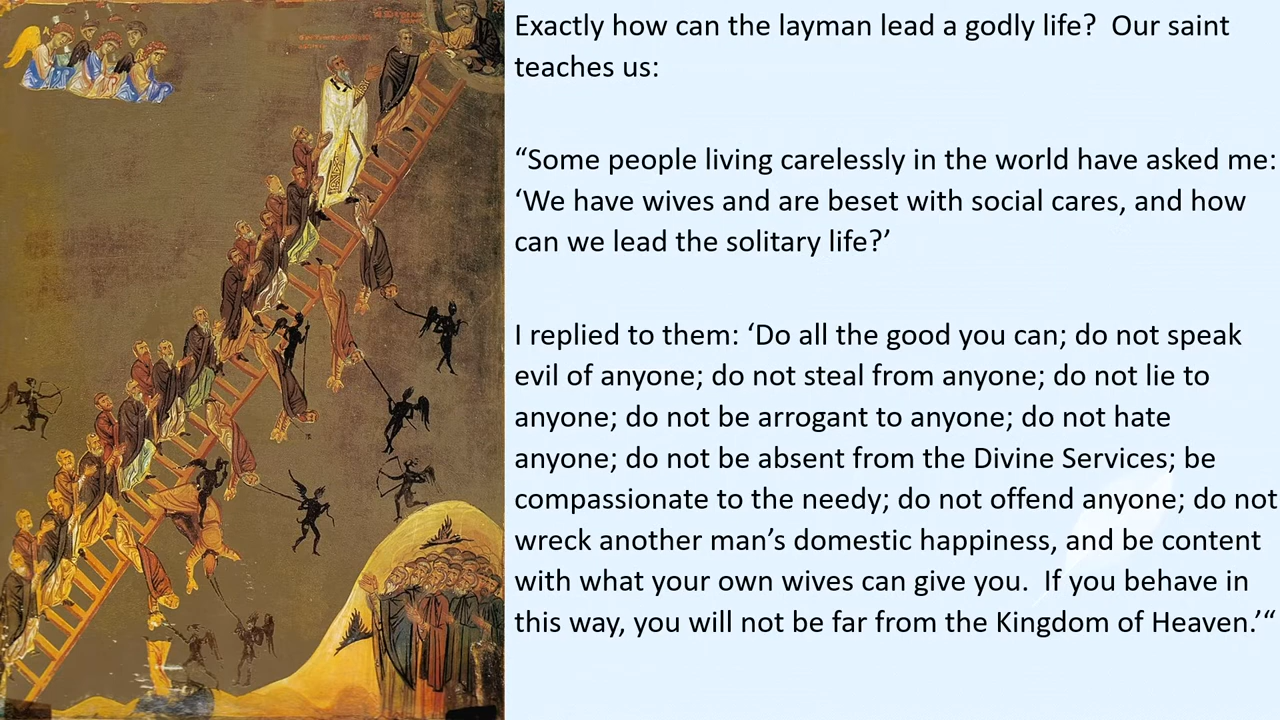 Exactly how can the layman lead a godly life?  Our saint
teaches us:
“Some people living carelessly in the world have asked me:
‘We have wives and are beset with social cares, and how
can we lead the solitary life?’
I replied to them: ‘Do all the good you can; do not speak
evil of anyone; do not steal from anyone; do not lie to
anyone; do not be arrogant to anyone; do not hate
anyone; do not be absent from the Divine Services; be
compassionate to the needy; do not offend anyone; do not
wreck another man’s domestic happiness, and be content
with what your own wives can give you.  If you behave in
this way, you will not be far from the Kingdom of Heaven.’“